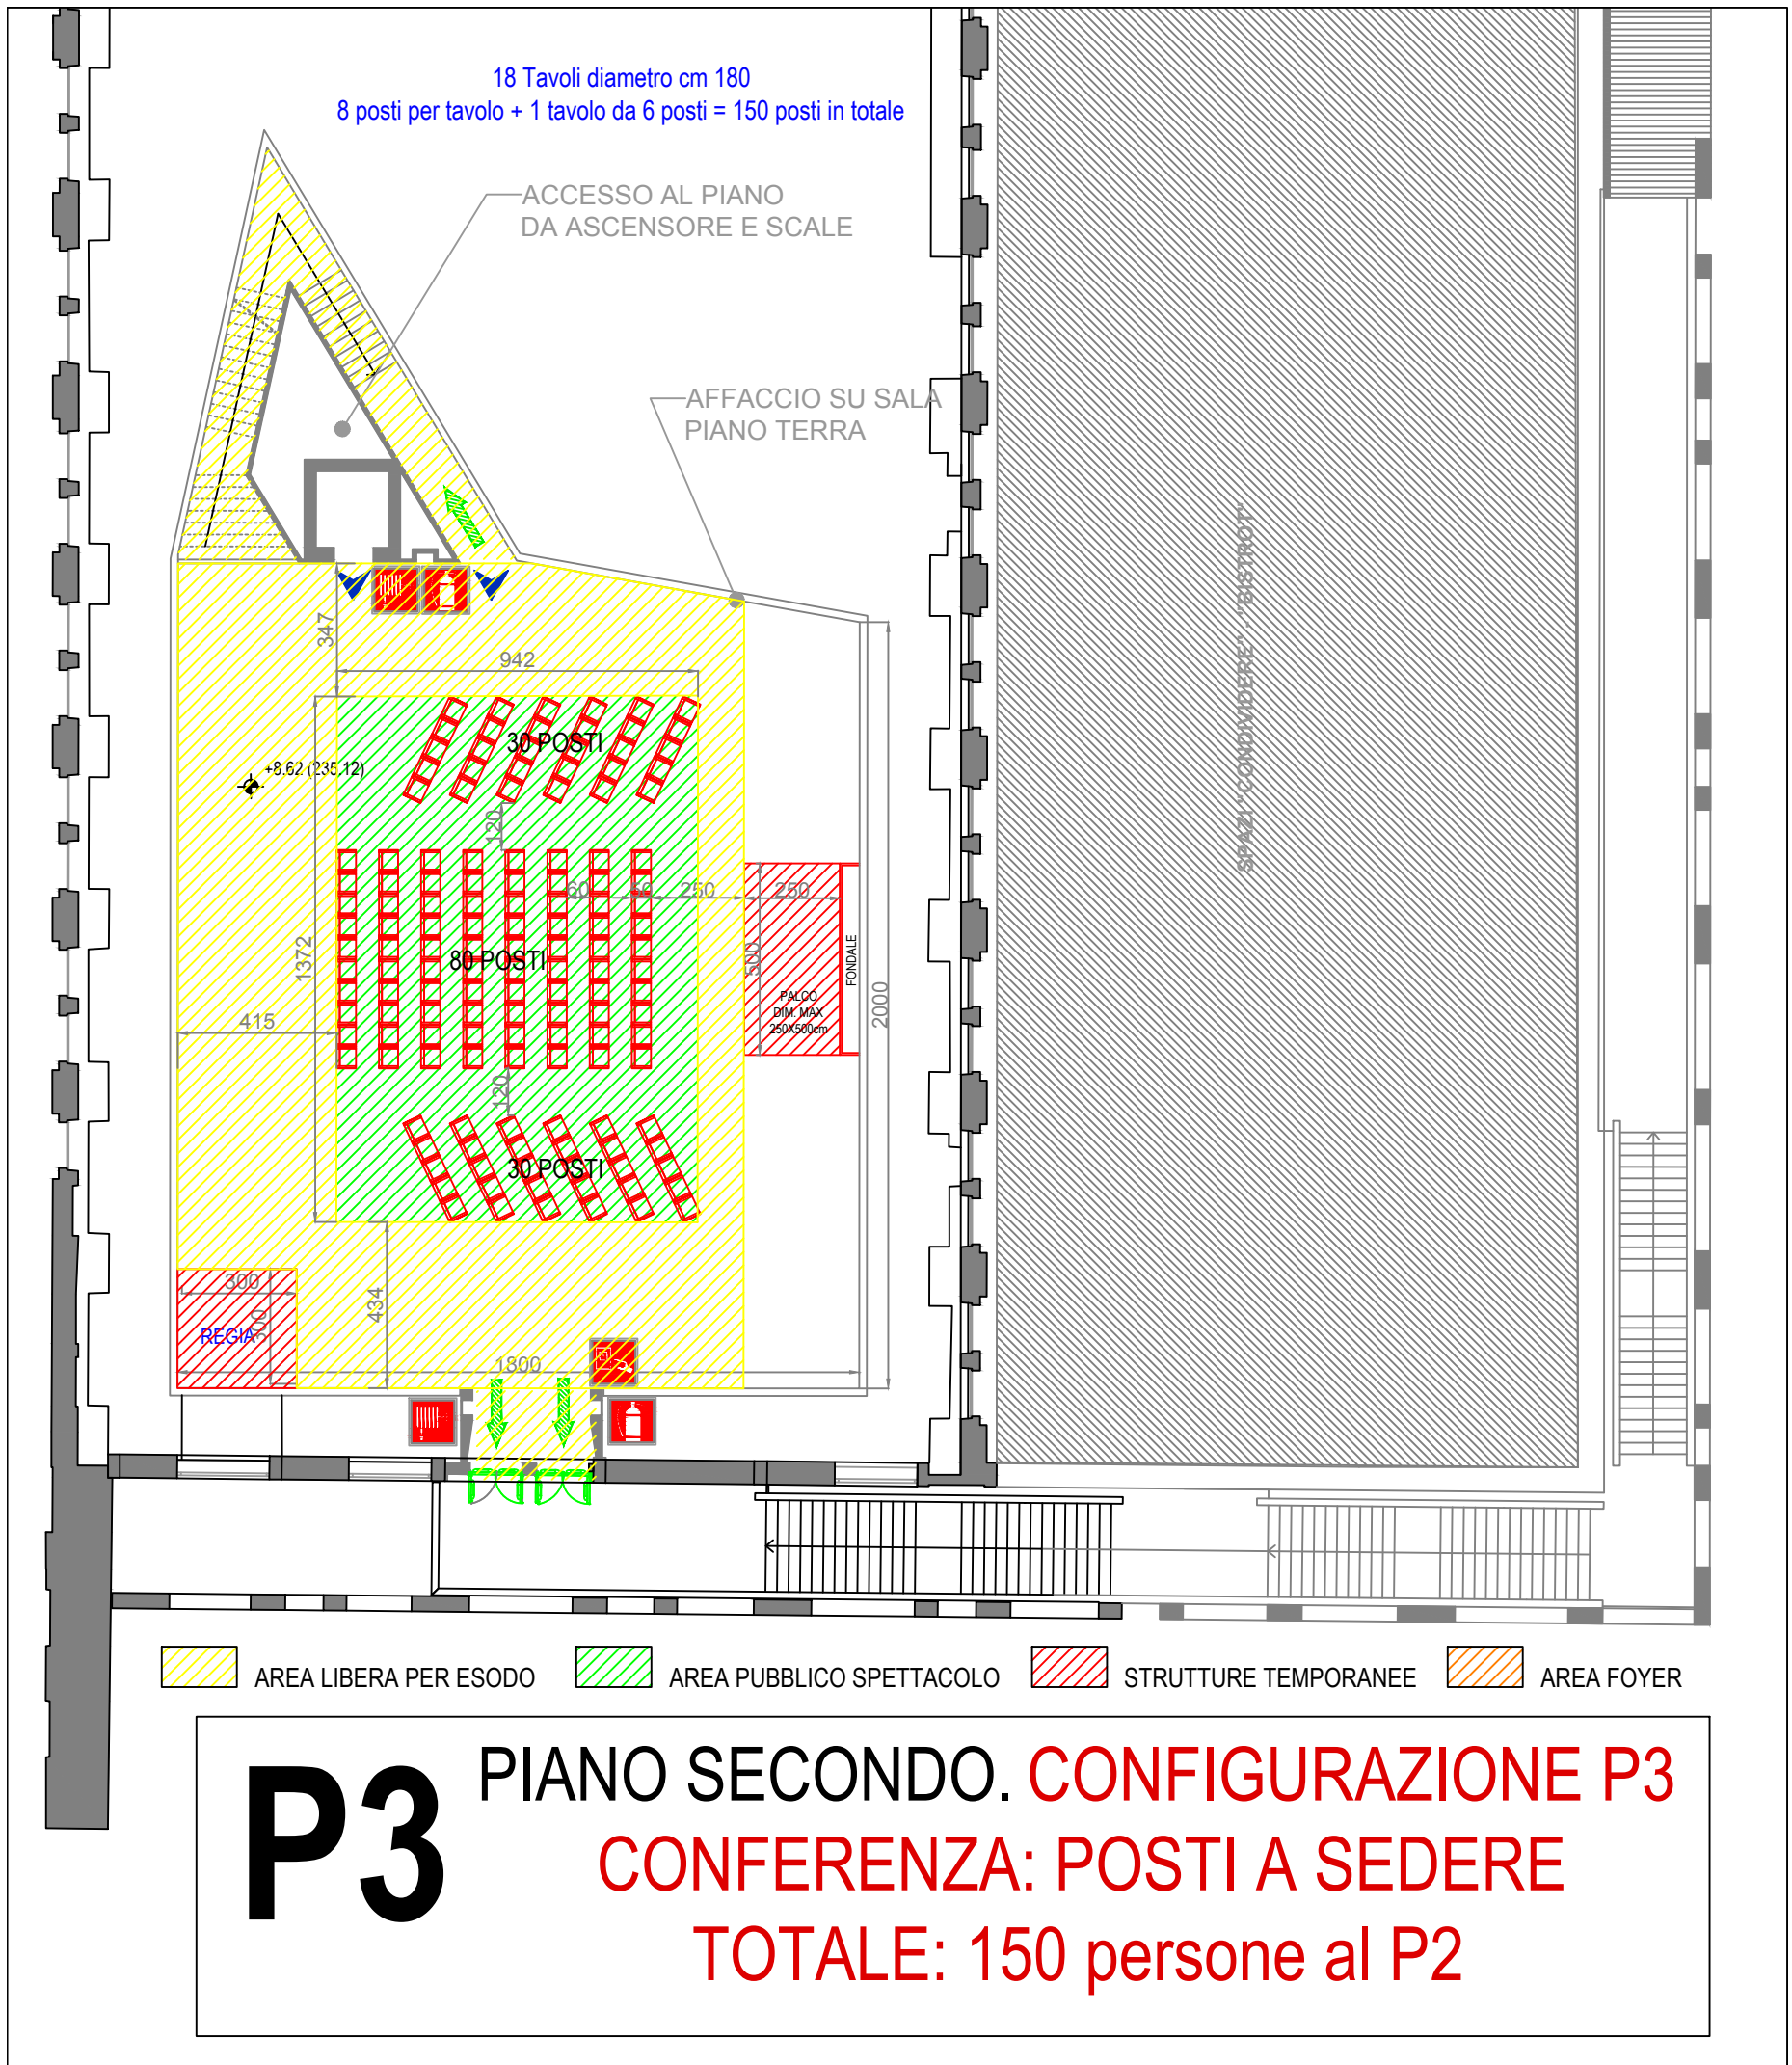 18 Tavoli diametro cm 180
8 posti per tavolo + 1 tavolo da 6 posti = 150 posti in totale
ACCESSO AL PIANO
DA ASCENSORE E SCALE
AFFACCIO SU SALA
PIANO TERRA
SPAZI "CONDIVIDERE" - "BISTROT"
347
942
30 POSTI
+8.62 (235.12)
120
60
60
250
250
1372
80 POSTI
500
FONDALE
PALCO
DIM. MAX
250X500cm
2000
415
120
30 POSTI
300
300
REGIA
434
1800
AREA LIBERA PER ESODO
AREA PUBBLICO SPETTACOLO
STRUTTURE TEMPORANEE
AREA FOYER
P3
PIANO SECONDO. CONFIGURAZIONE P3
CONFERENZA: POSTI A SEDERE
TOTALE: 150 persone al P2